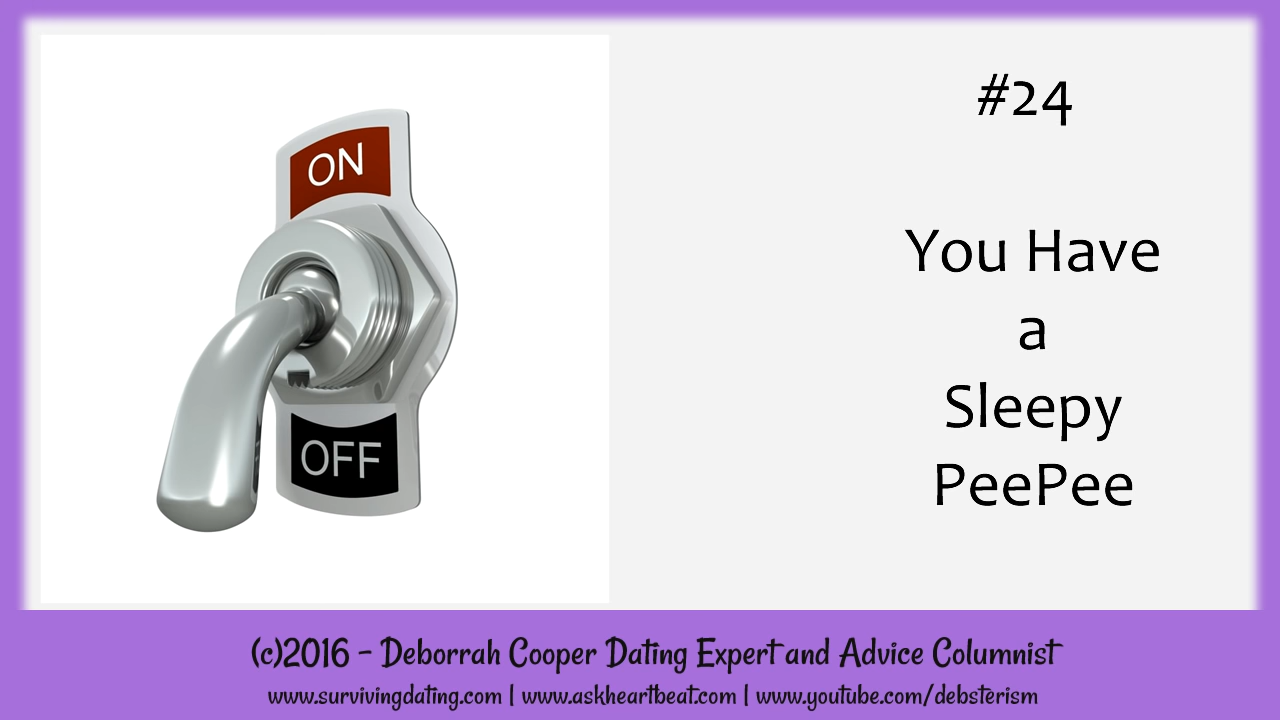 ON
OFF
#24
You Have
a
Sleepy
PeePee
(c)2016 - Deborrah Cooper Dating Expert and Advice Columnist
www.survivingdating.com | www.askheartbeat.com | www.youtube.com/debsterism